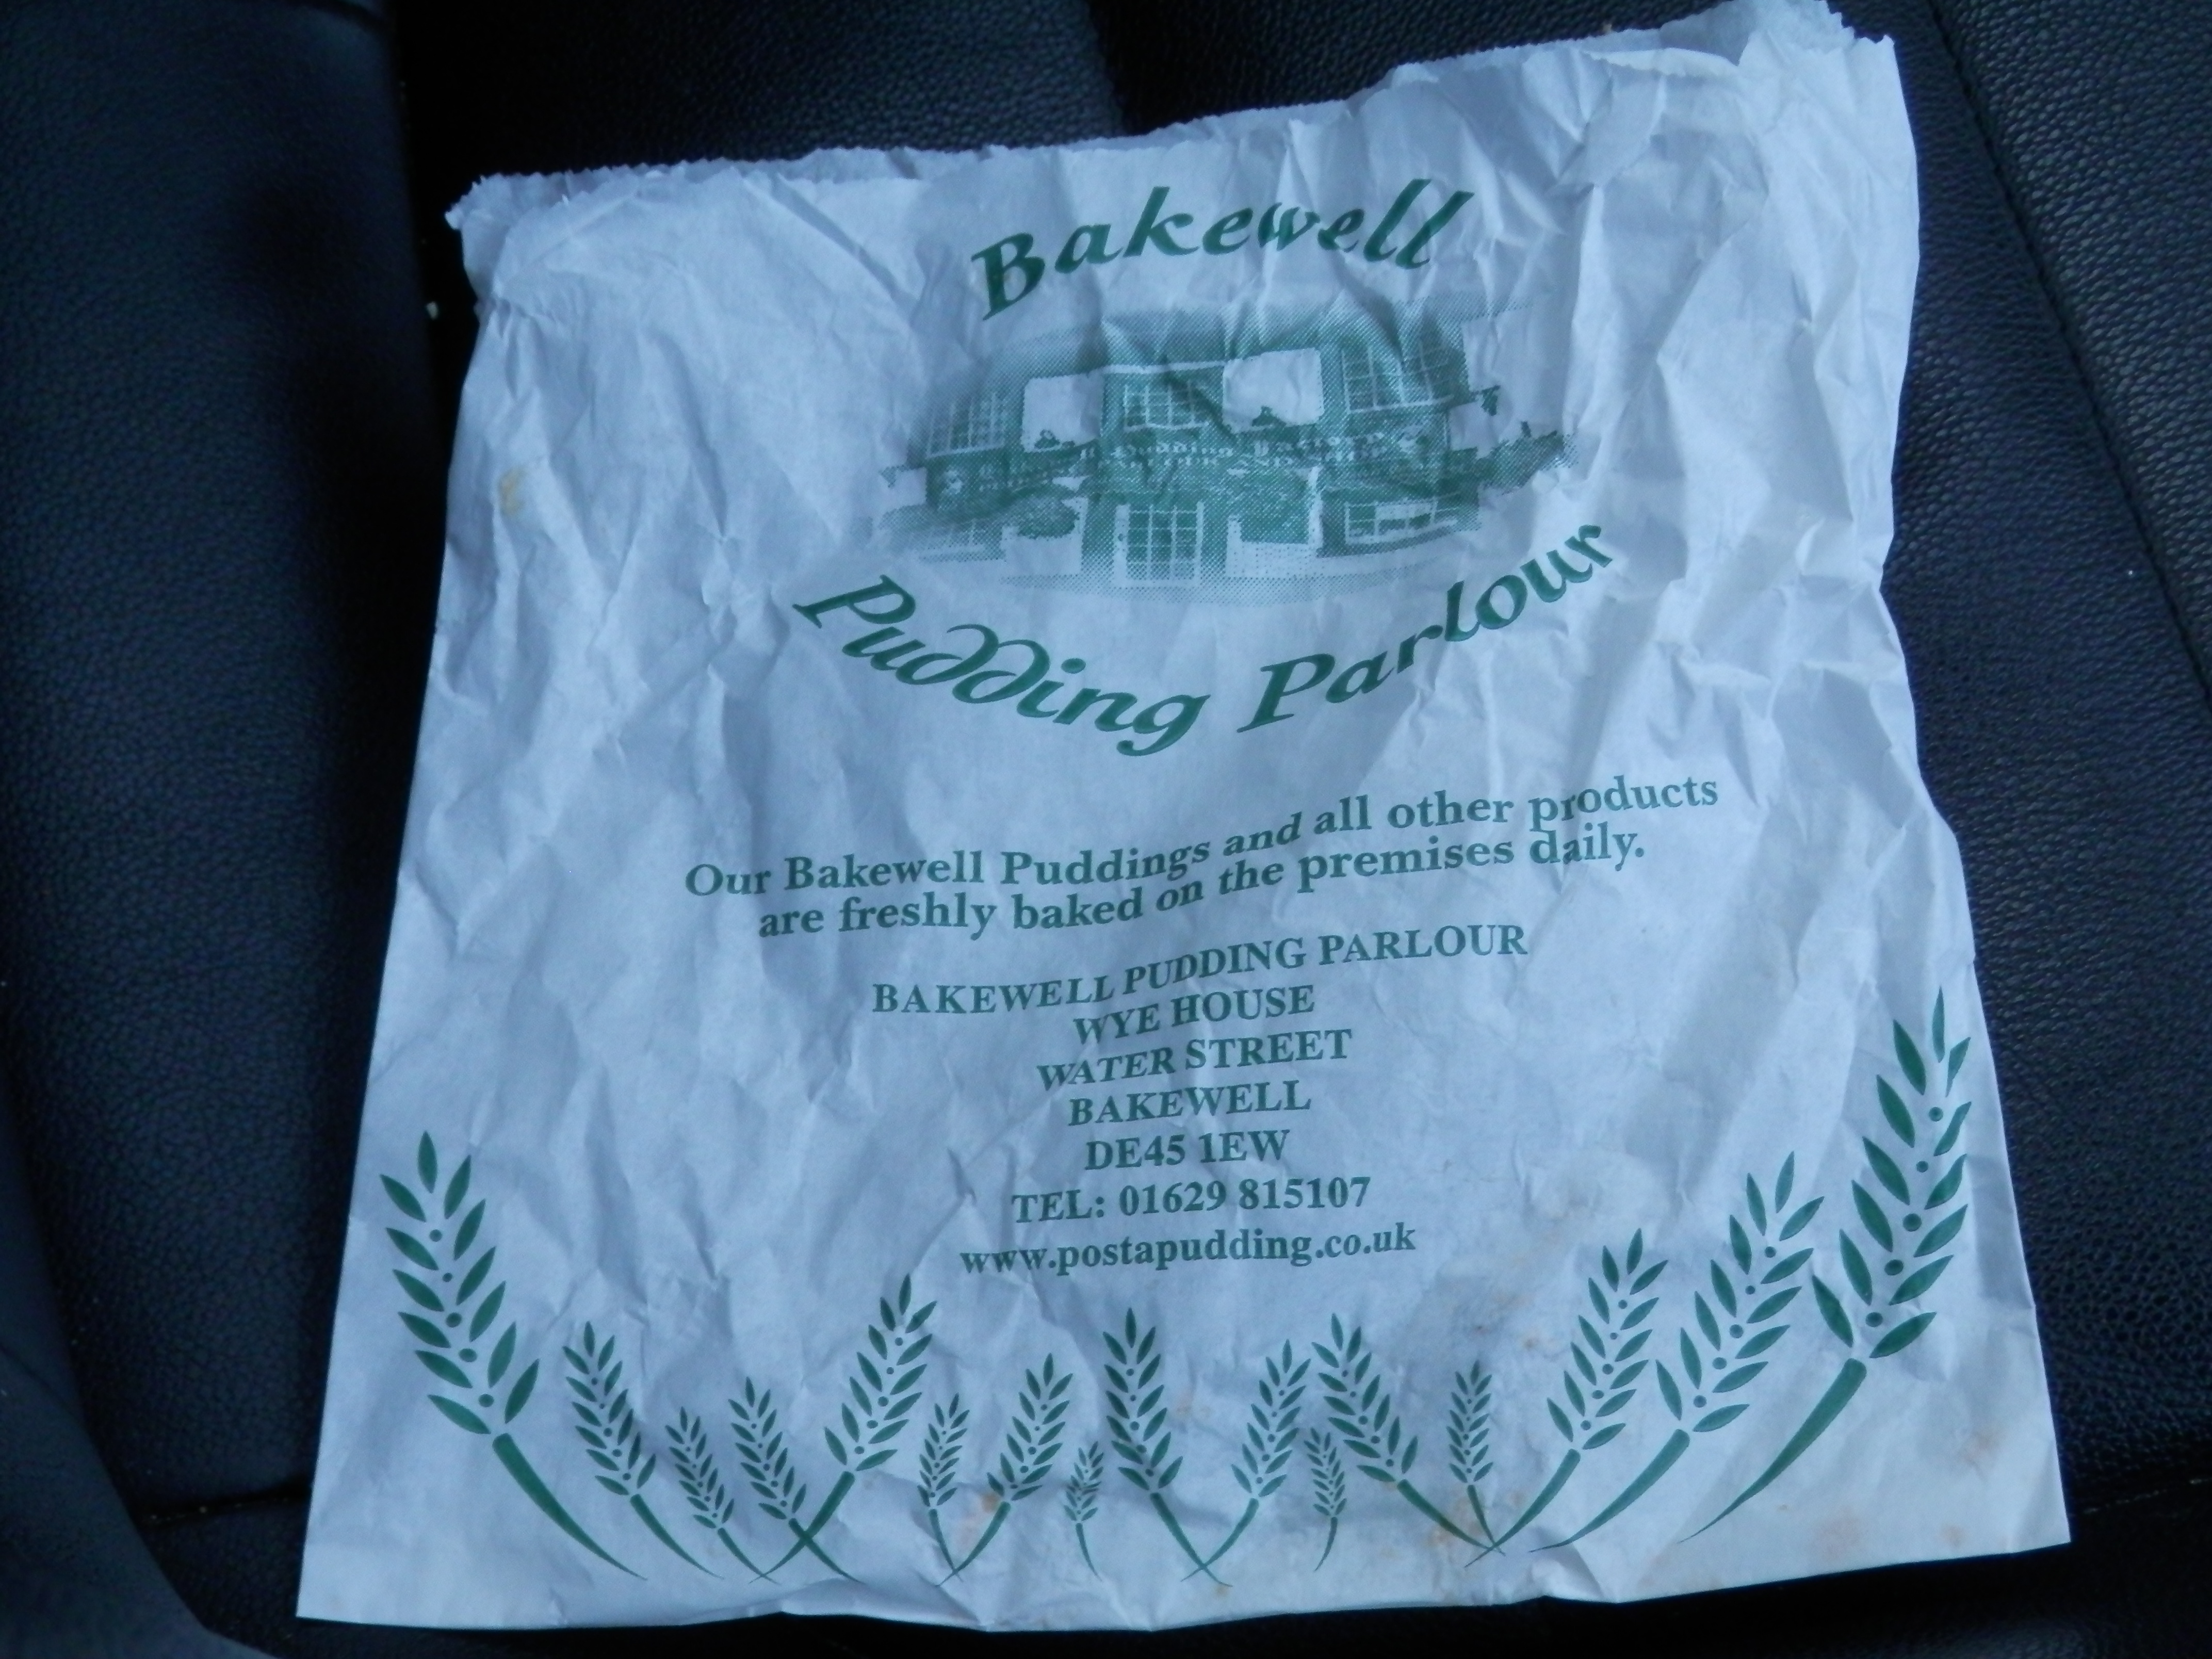 Bakewell
Pudding Parlour
Our Bakewell Puddings and all other products
are freshly baked on the premises daily.
BAKEWELL PUDDING PARLOUR
WYE HOUSE
WATER STREET
BAKEWELL
DE45 1EW
TEL: 01629 815107
www.postapudding.co.uk